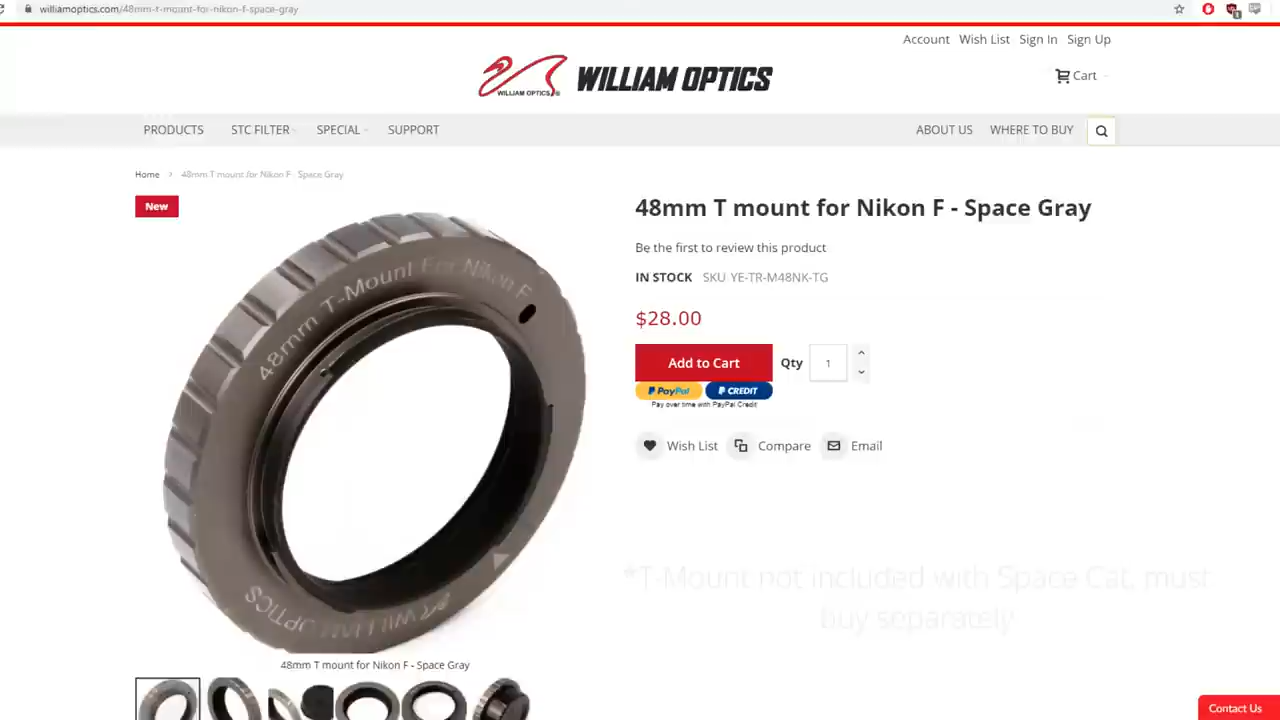 williamoptics.com/48mm-t-mount-for-nikon-f-space-gray
Account Wish List Sign In Sign Up
WILLIAM OPTICS® WILLIAM OPTICS
Cart
PRODUCTS STC FILTER SPECIAL SUPPORT ABOUT US WHERE TO BUY
Home > 48mm T mount for Nikon F - Space Gray
New
48mm T mount for Nikon F - Space Gray
Be the first to review this product
IN STOCK SKU YE-TR-M48NK-TG
$28.00
Add to Cart Qty 1
PayPal CREDIT
Pay over time with PayPal Credit
Wish List Compare Email
48mm T-Mount For Nikon F
WILLIAM OPTICS
*T-Mount not included with Space Cat, must
buy separately
48mm T mount for Nikon F - Space Gray
Contact Us